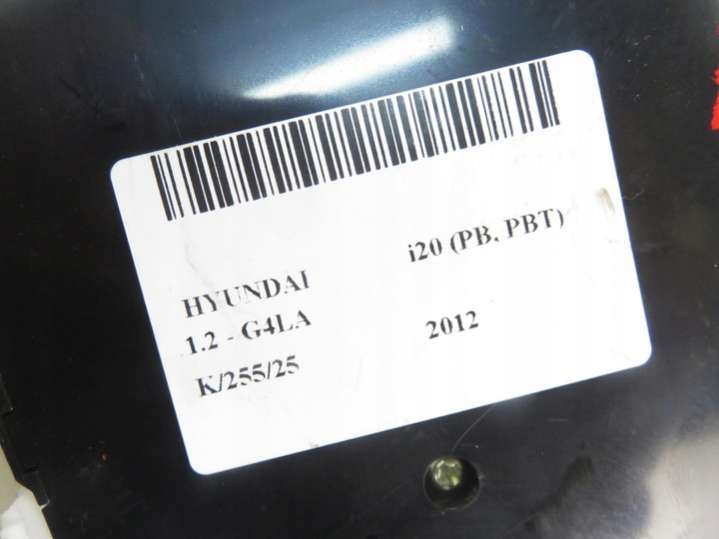 HYUNDAI i20 (PB, PBT)
1.2 - G4LA 2012
K/255/25